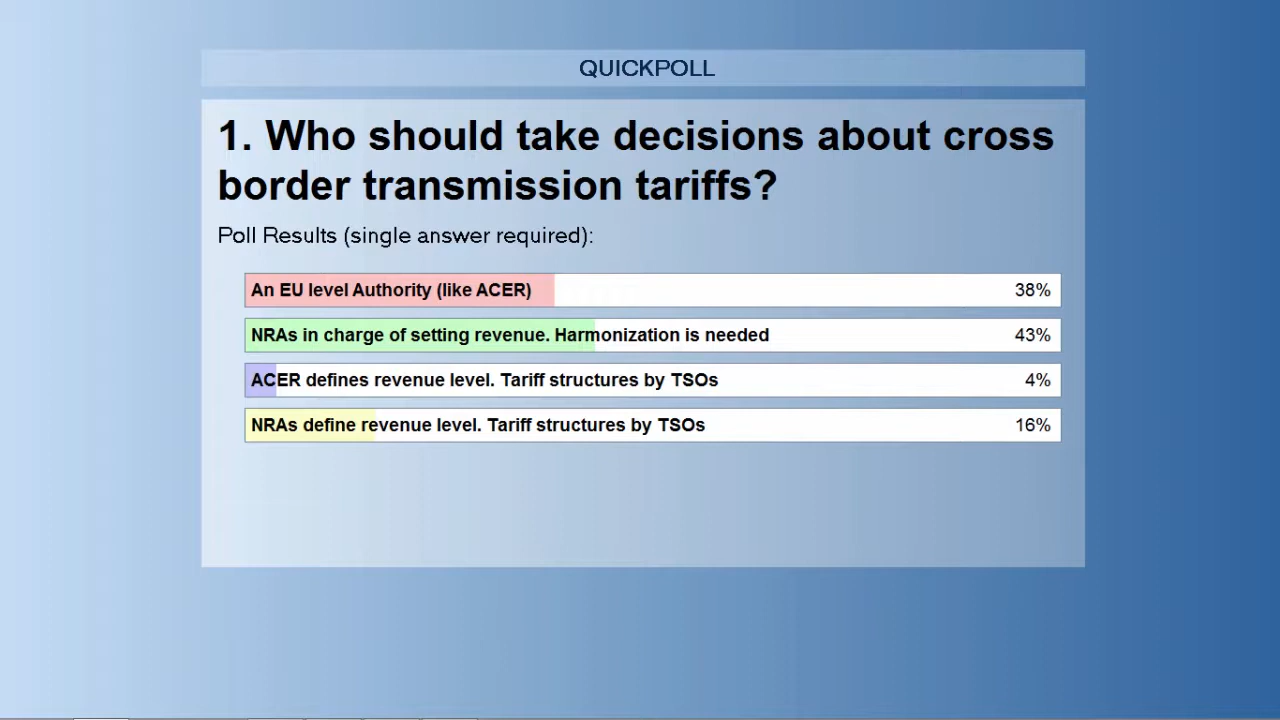 QUICKPOLL
1. Who should take decisions about cross
border transmission tariffs?
Poll Results (single answer required):
An EU level Authority (like ACER) 38%
NRAs in charge of setting revenue. Harmonization is needed 43%
ACER defines revenue level. Tariff structures by TSOs 4%
NRAs define revenue level. Tariff structures by TSOs 16%